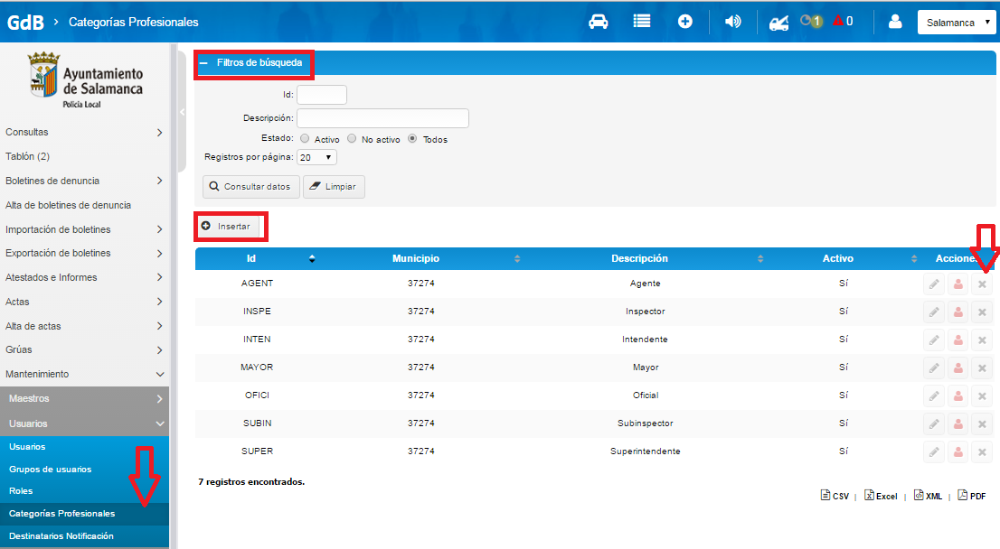 GdB > Categorías Profesionales 1 0 Salamanca
Ayuntamiento
de Salamanca
Policía Local
Consultas
Tablón (2)
Boletines de denuncia
Alta de boletines de denuncia
Importación de boletines
Exportación de boletines
Atestados e Informes
Actas
Alta de actas
Grúas
Mantenimiento
Maestros
Usuarios
Usuarios
Grupos de usuarios
Roles
Categorías Profesionales
Destinatarios Notificación
Filtros de búsqueda
Id:
Descripción:
Estado: Activo No activo Todos
Registros por página: 20
Consultar datos Limpiar
Insertar
Id Municipio Descripción Activo Accione
AGENT 37274 Agente Sí
INSPE 37274 Inspector Sí
INTEN 37274 Intendente Sí
MAYOR 37274 Mayor Sí
OFICI 37274 Oficial Sí
SUBIN 37274 Subinspector Sí
SUPER 37274 Superintendente Sí
7 registros encontrados.
CSV | Excel | XML | PDF